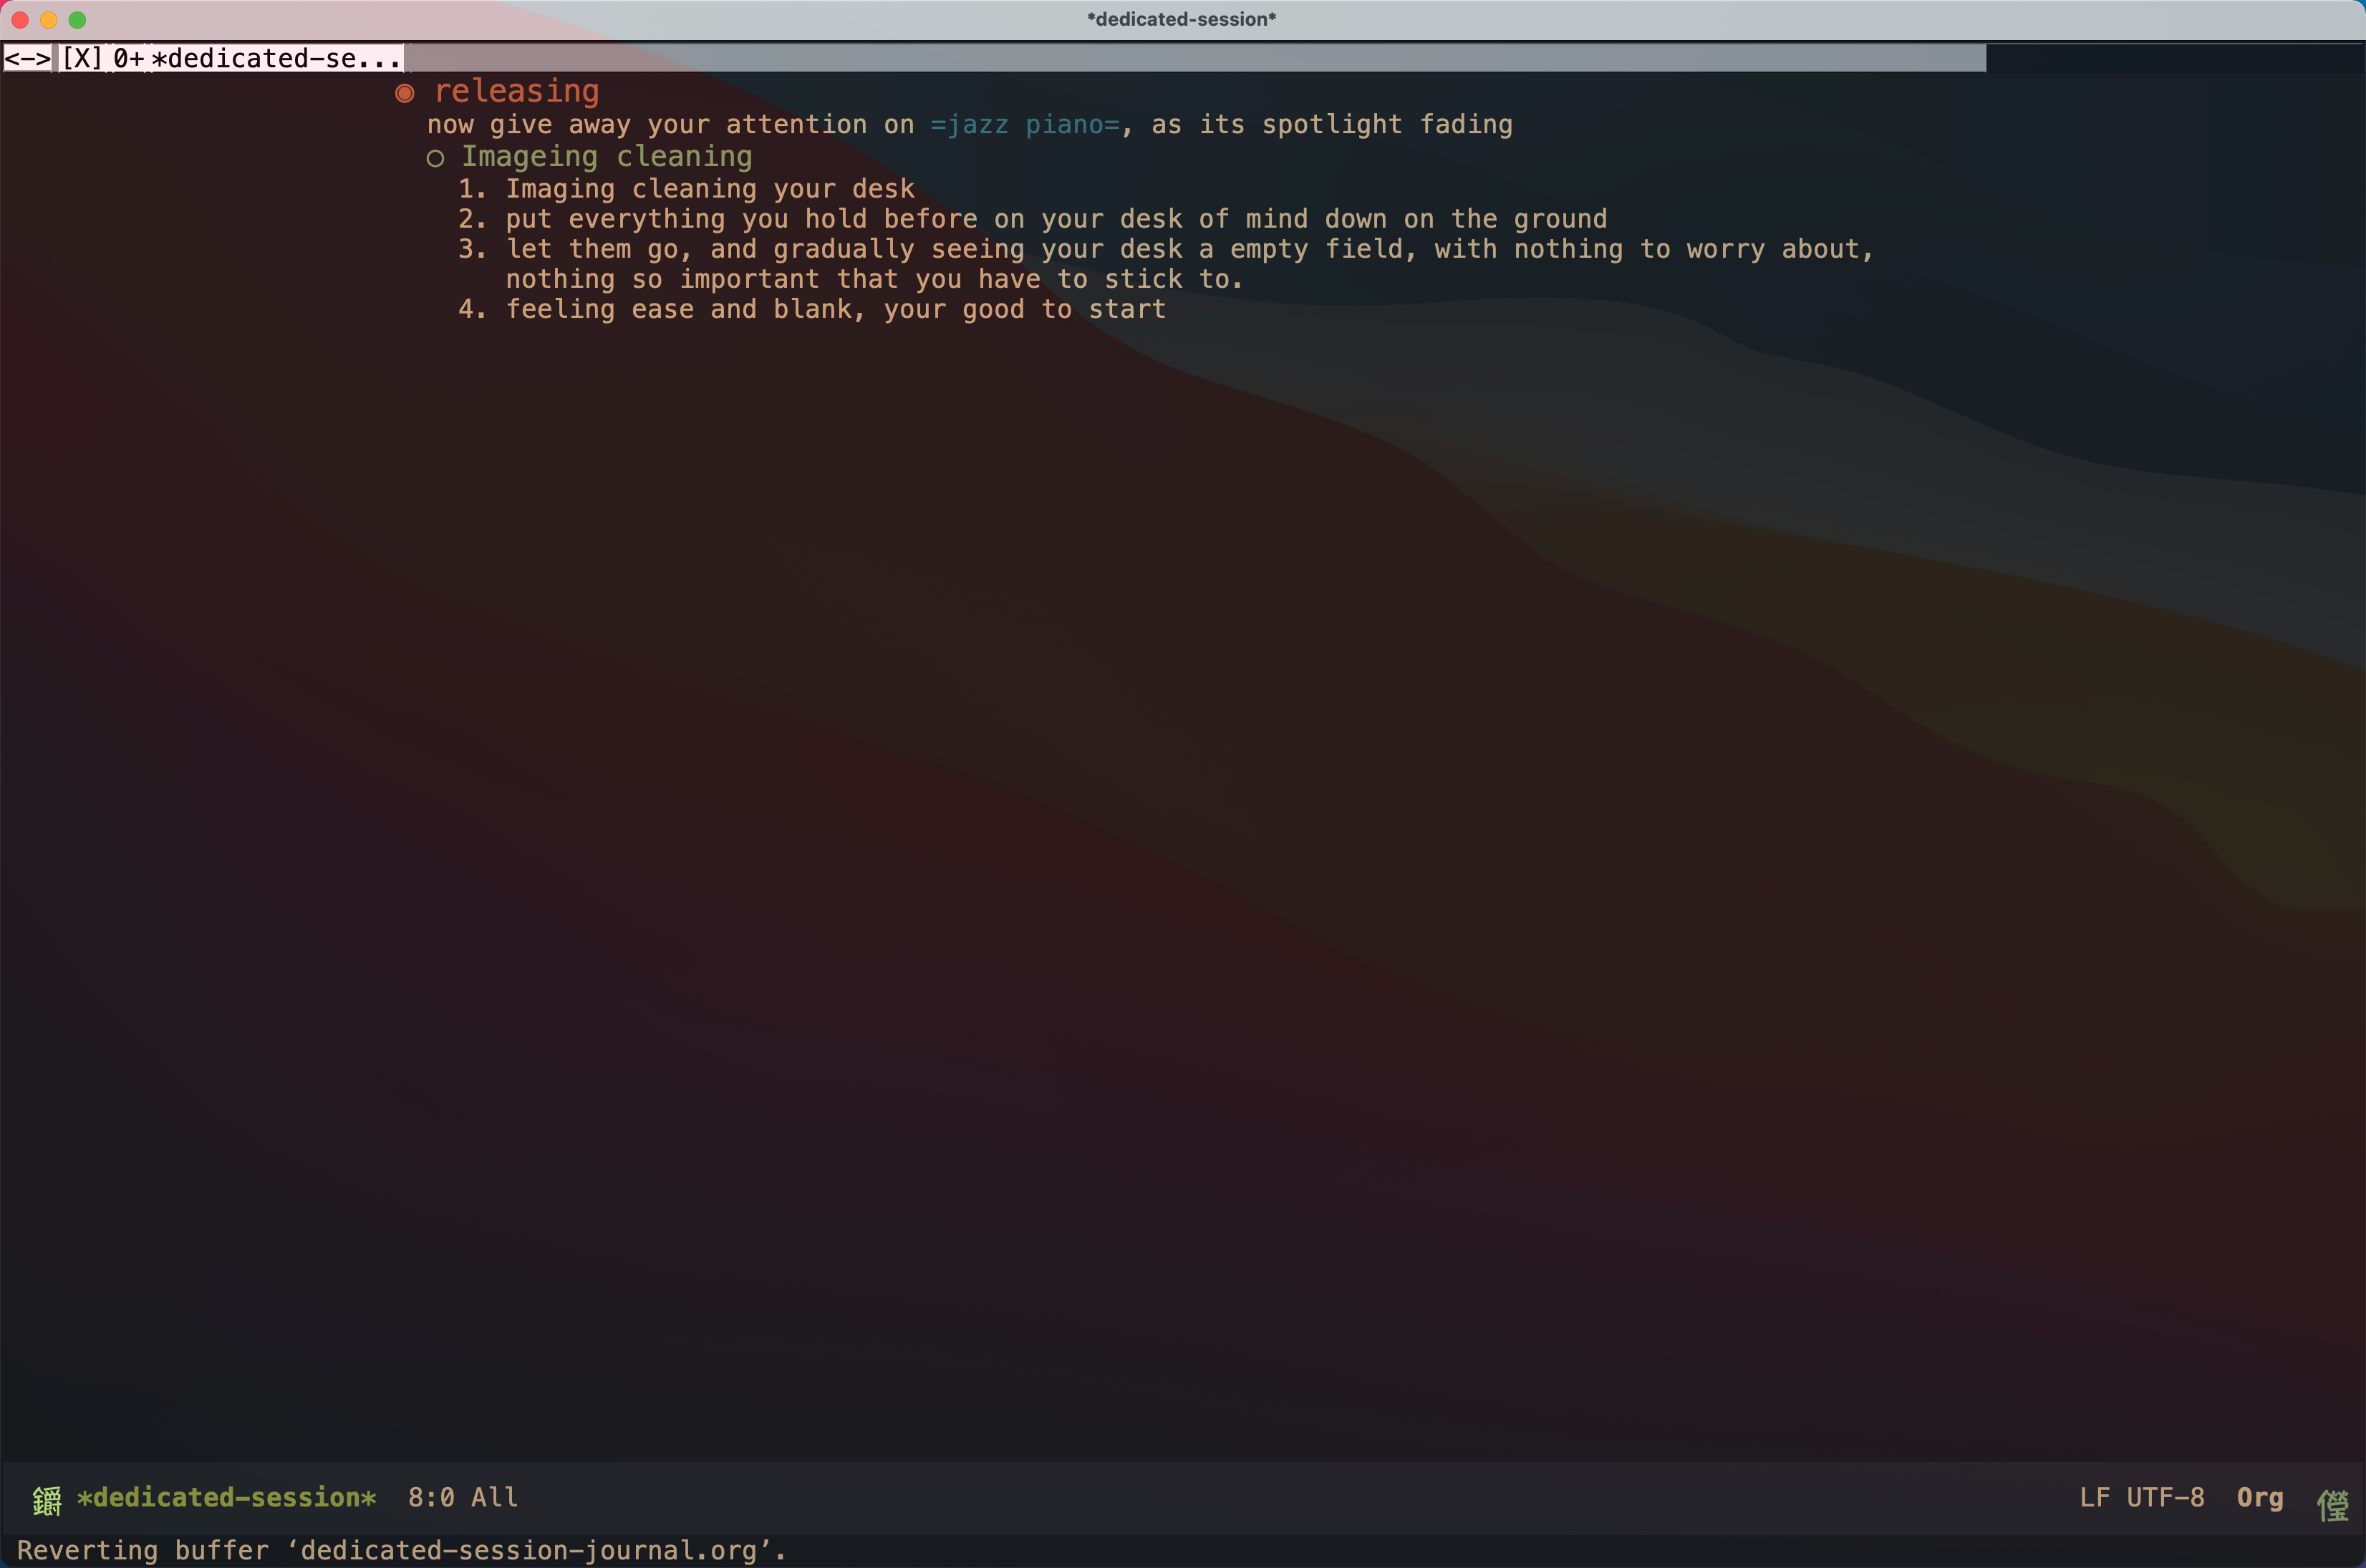 *dedicated-session*
<-> [X] 0+ *dedicated-se...
◉ releasing
now give away your attention on =jazz piano=, as its spotlight fading
○ Imageing cleaning
1. Imaging cleaning your desk
2. put everything you hold before on your desk of mind down on the ground
3. let them go, and gradually seeing your desk a empty field, with nothing to worry about,
nothing so important that you have to stick to.
4. feeling ease and blank, your good to start
*dedicated-session* 8:0 All LF UTF-8 Org
Reverting buffer ‘dedicated-session-journal.org’.